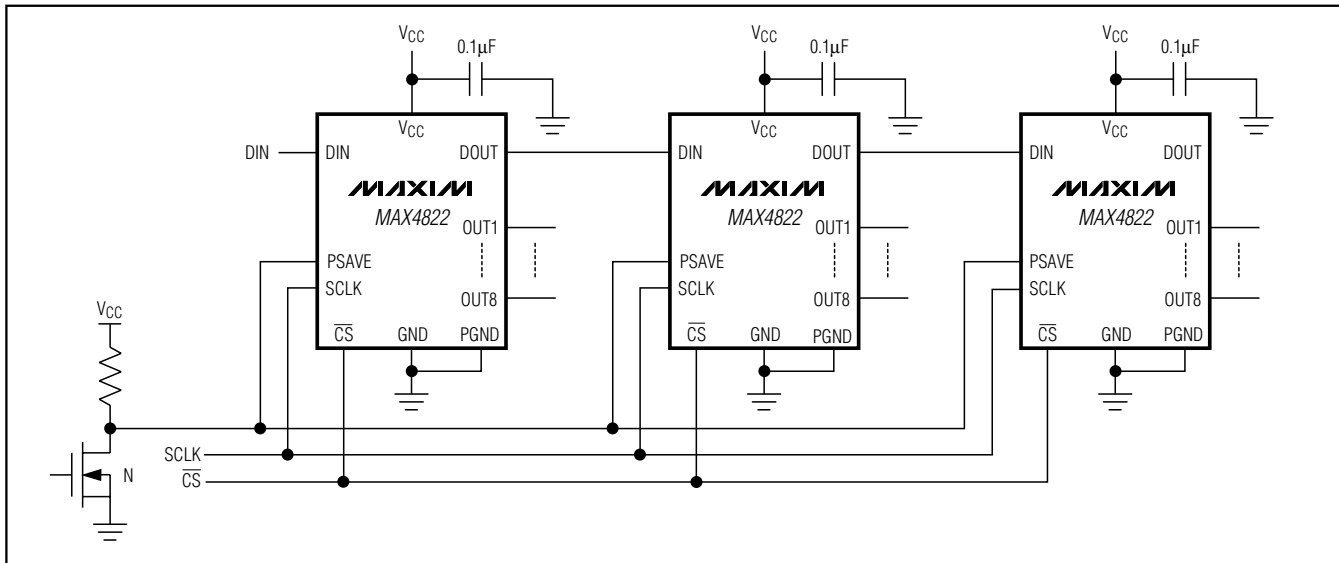 VCC 0.1μF VCC 0.1μF VCC 0.1μF
VCC VCC VCC
DIN DIN DOUT DIN DOUT DIN DOUT
MAXIM MAXIM MAXIM
MAX4822 MAX4822 MAX4822
OUT1 OUT1 OUT1
PSAVE PSAVE PSAVE
SCLK SCLK SCLK
OUT8 OUT8 OUT8
VCC
CS GND PGND CS GND PGND CS GND PGND
SCLK
N
CS